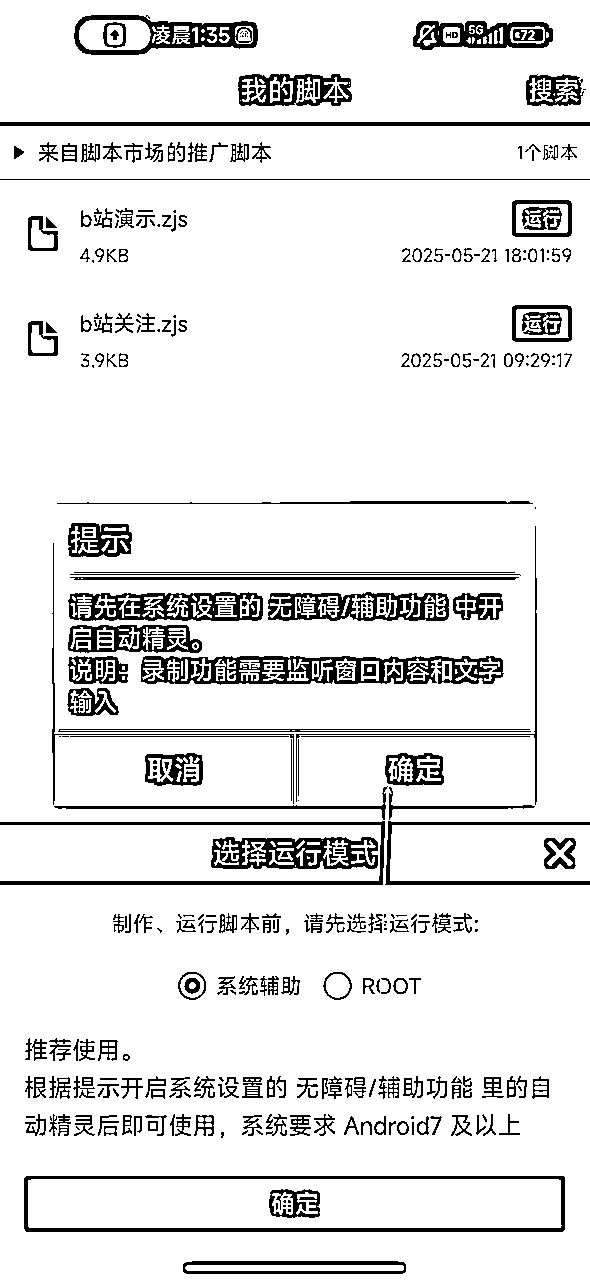 凌晨1:35
HD 5G 72
我的脚本 搜索
来自脚本市场的推广脚本 1个脚本
b站演示.zjs 运行
4.9KB 2025-05-21 18:01:59
b站关注.zjs 运行
3.9KB 2025-05-21 09:29:17
提示
请先在系统设置的 无障碍/辅助功能 中开
启自动精灵。
说明：录制功能需要监听窗口内容和文字
输入
取消 确定
选择运行模式
制作、运行脚本前，请先选择运行模式:
系统辅助 ROOT
推荐使用。
根据提示开启系统设置的 无障碍/辅助功能 里的自
动精灵后即可使用，系统要求 Android7 及以上
确定